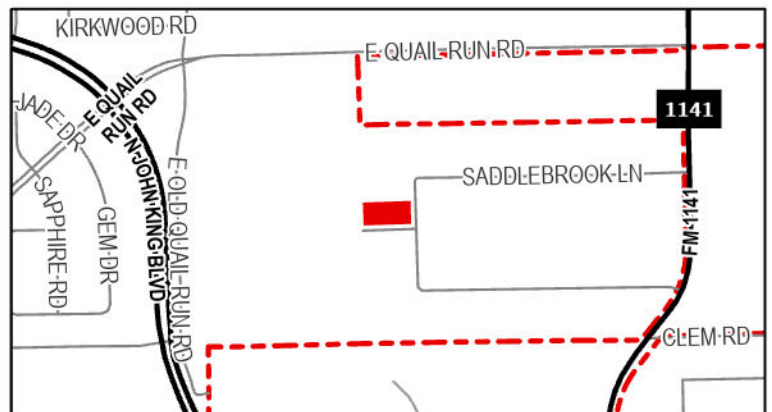 KIRKWOOD RD
E QUAIL RUN RD
E QUAIL
RUN RD
1141
JADE DR
N JOHN KING BLVD
E OLD QUAIL RUN RD
SADDLEBROOK LN
SAPPHIRE RD
GEM DR
FM 1141
CLEM RD